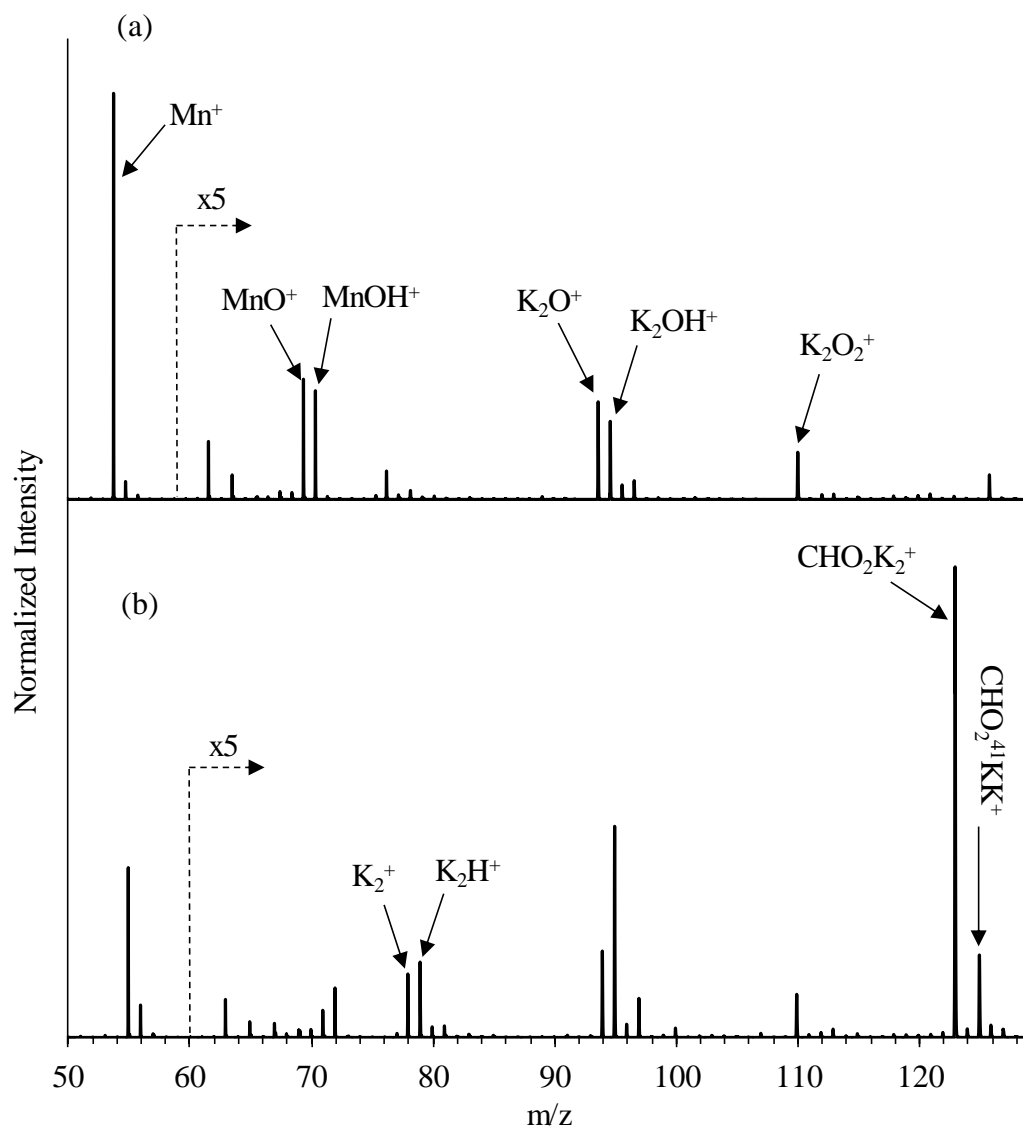 (a)
Mn⁺
x5
MnO⁺ MnOH⁺
K₂O⁺
K₂OH⁺
K₂O₂⁺
Normalized Intensity
(b)
CHO₂K₂⁺
CHO₂⁴¹KK⁺
x5
K₂⁺ K₂H⁺
50 60 70 80 90 100 110 120
m/z